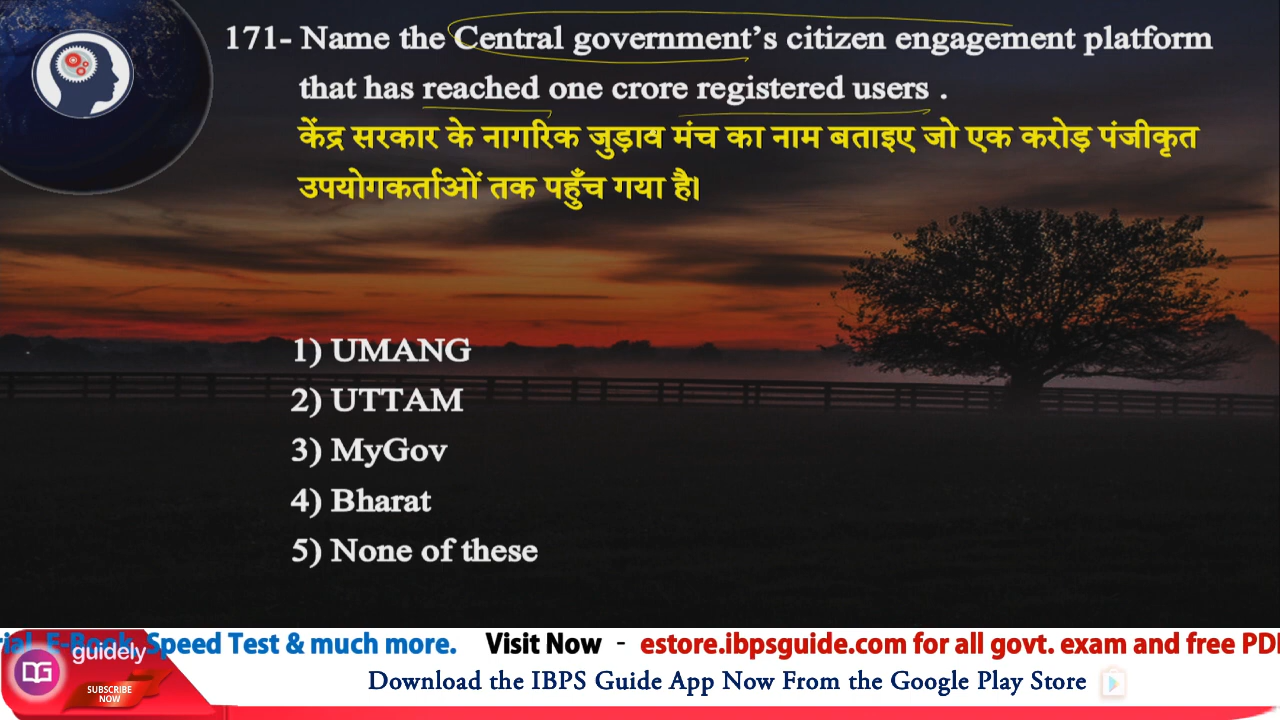 171- Name the Central government's citizen engagement platform
that has reached one crore registered users .
केंद्र सरकार के नागरिक जुड़ाव मंच का नाम बताइए जो एक करोड़ पंजीकृत
उपयोगकर्ताओं तक पहुँच गया है।
1) UMANG
2) UTTAM
3) MyGov
4) Bharat
5) None of these
E-Book, Speed Test & much more. Visit Now - estore.ibpsguide.com for all govt. exam and free
guidely
SUBSCRIBE
NOW
Download the IBPS Guide App Now From the Google Play Store